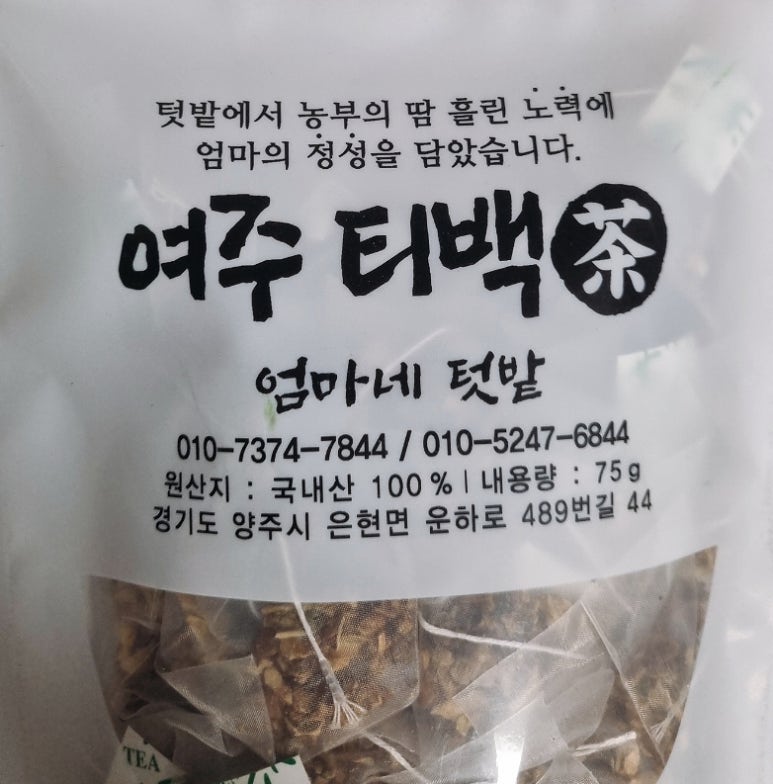 텃밭에서 농부의 땀 흘린 노력에
엄마의 정성을 담았습니다.
여주 티백 茶
엄마네 텃밭
010-7374-7844 / 010-5247-6844
원산지 : 국내산 100% | 내용량 : 75g
경기도 양주시 은현면 운하로 489번길 44
TEA